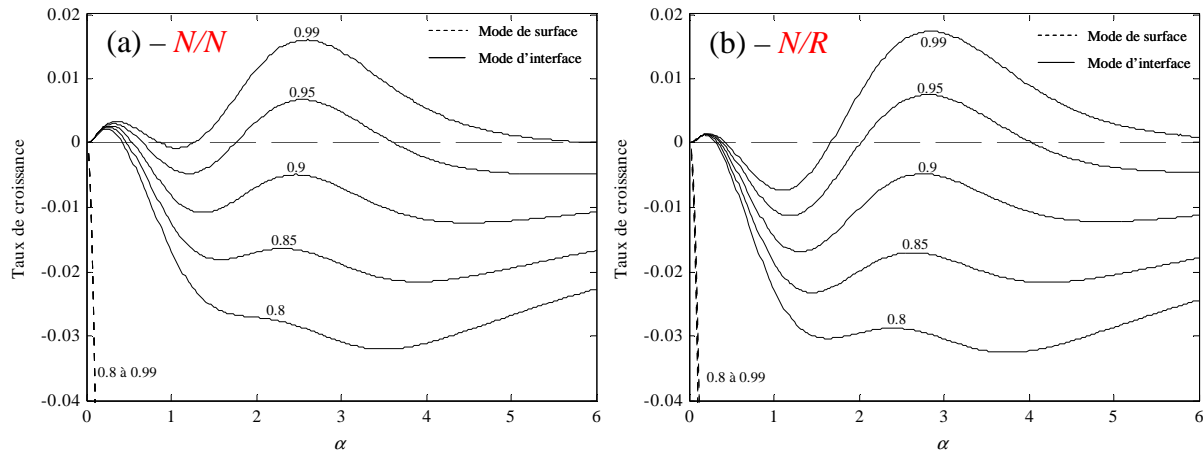 (a) – N/N
Mode de surface
Mode d'interface
0.99
0.95
0.9
0.85
0.8
0.8 à 0.99
0.02
0.01
0
-0.01
-0.02
-0.03
-0.04
0 1 2 3 4 5 6
Taux de croissance
α
(b) – N/R
Mode de surface
Mode d'interface
0.99
0.95
0.9
0.85
0.8
0.8 à 0.99
0.02
0.01
0
-0.01
-0.02
-0.03
-0.04
0 1 2 3 4 5 6
Taux de croissance
α